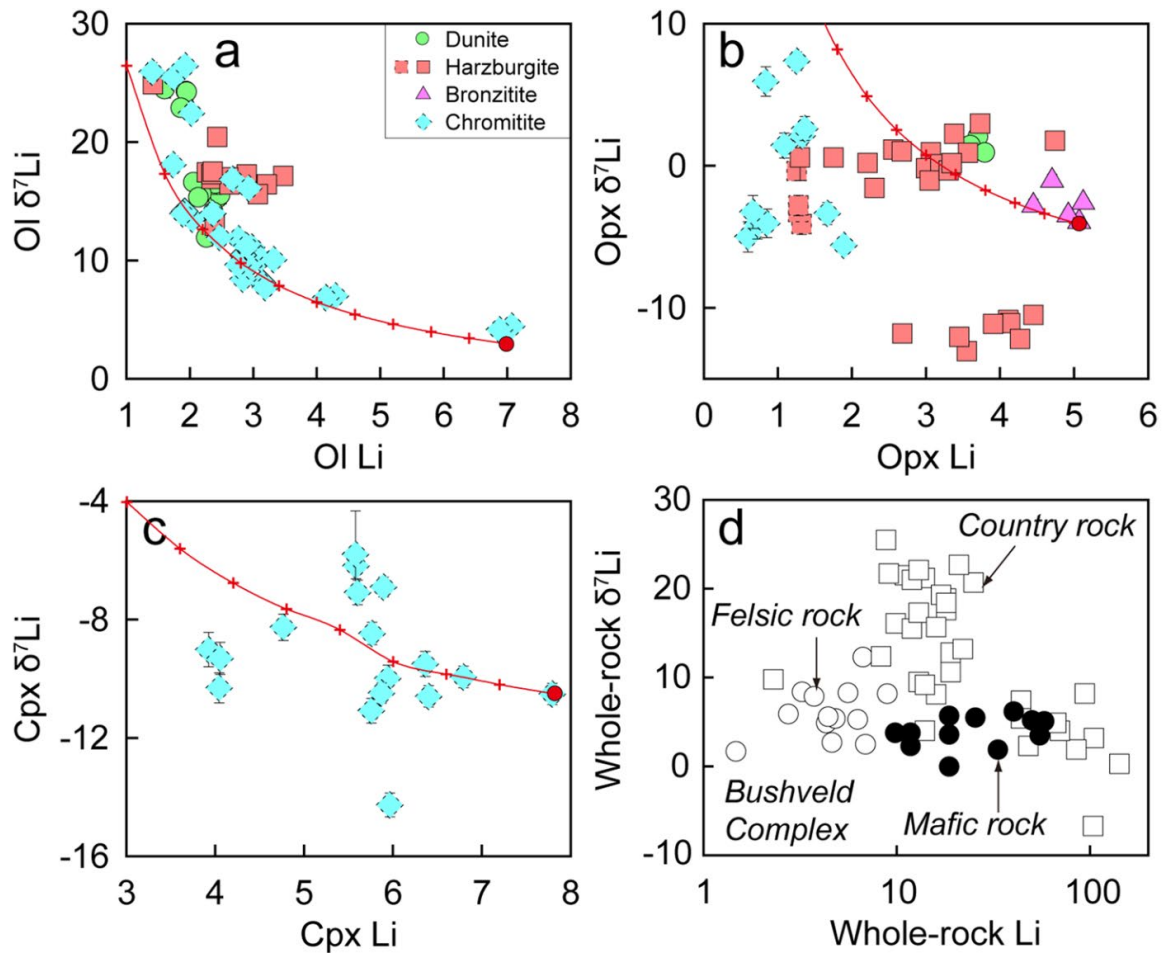 a
Dunite
Harzburgite
Bronzitite
Chromitite
30
20
10
0
Ol δ⁷Li
1 2 3 4 5 6 7 8
Ol Li
b
10
0
-10
Opx δ⁷Li
0 1 2 3 4 5 6
Opx Li
c
-4
-8
-12
-16
Cpx δ⁷Li
3 4 5 6 7 8
Cpx Li
d
30
20
10
0
-10
Whole-rock δ⁷Li
Country rock
Felsic rock
Bushveld
Complex
Mafic rock
1 10 100
Whole-rock Li